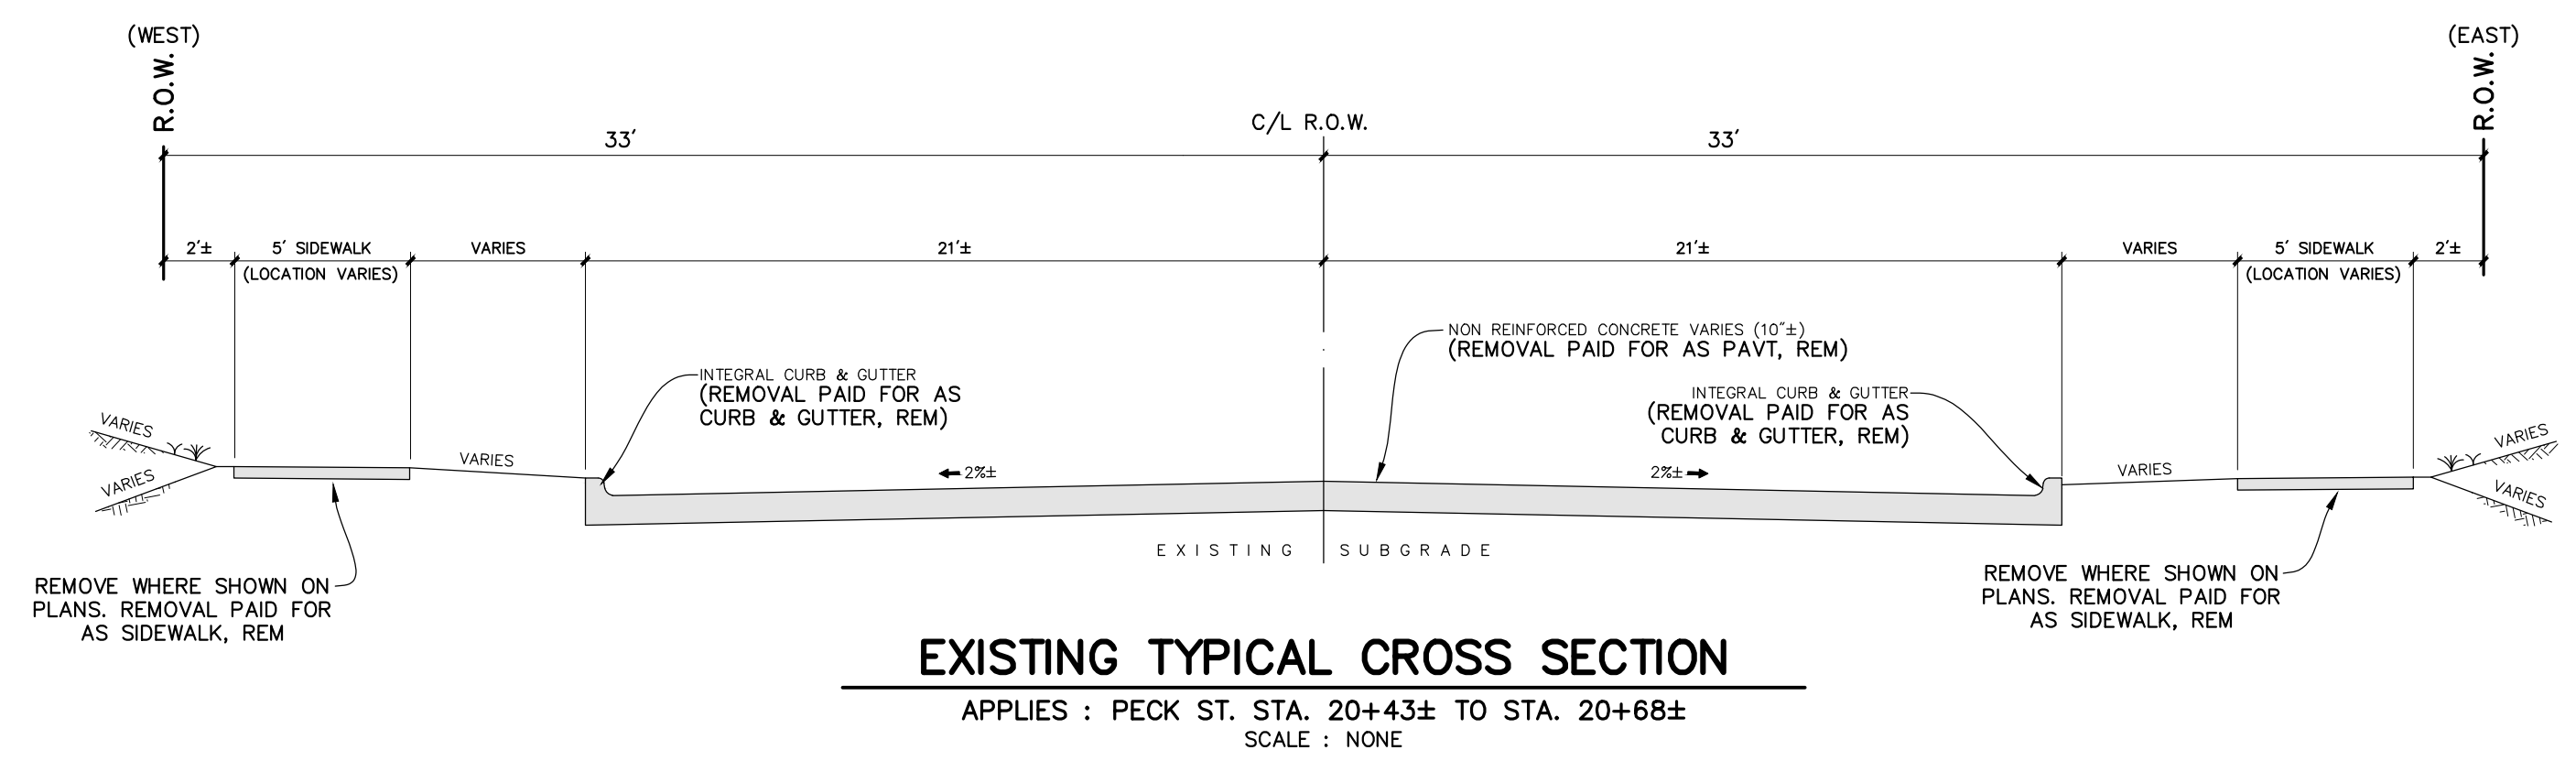 (WEST)
R.O.W.
(EAST)
R.O.W.
C/L R.O.W.
33′
33′
2′±
5′ SIDEWALK
(LOCATION VARIES)
VARIES
21′±
21′±
VARIES
5′ SIDEWALK
(LOCATION VARIES)
2′±
NON REINFORCED CONCRETE VARIES (10″±)
(REMOVAL PAID FOR AS PAVT, REM)
INTEGRAL CURB & GUTTER
(REMOVAL PAID FOR AS
CURB & GUTTER, REM)
INTEGRAL CURB & GUTTER
(REMOVAL PAID FOR AS
CURB & GUTTER, REM)
VARIES
VARIES
VARIES
2%±
2%±
VARIES
VARIES
VARIES
EXISTING SUBGRADE
REMOVE WHERE SHOWN ON
PLANS. REMOVAL PAID FOR
AS SIDEWALK, REM
REMOVE WHERE SHOWN ON
PLANS. REMOVAL PAID FOR
AS SIDEWALK, REM
EXISTING TYPICAL CROSS SECTION
APPLIES : PECK ST. STA. 20+43± TO STA. 20+68±
SCALE : NONE